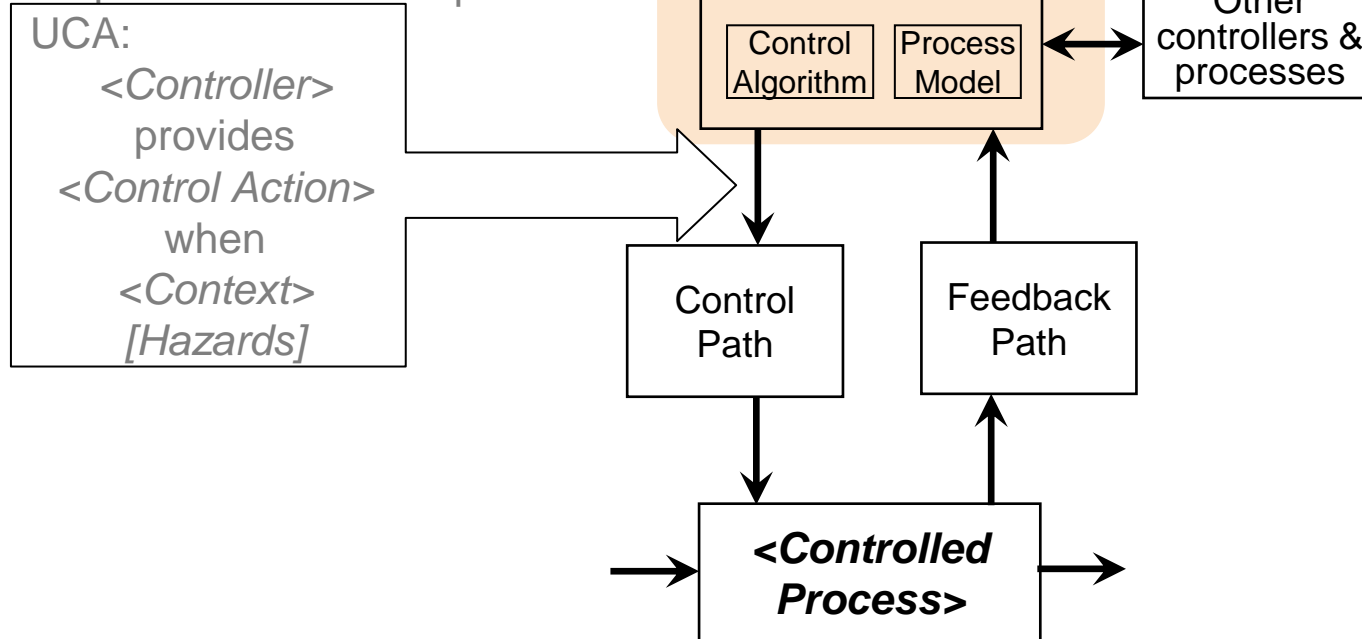 UCA:
<Controller>
provides
<Control Action>
when
<Context>
[Hazards]
Control
Algorithm
Process
Model
Other
controllers &
processes
Control
Path
Feedback
Path
<Controlled
Process>